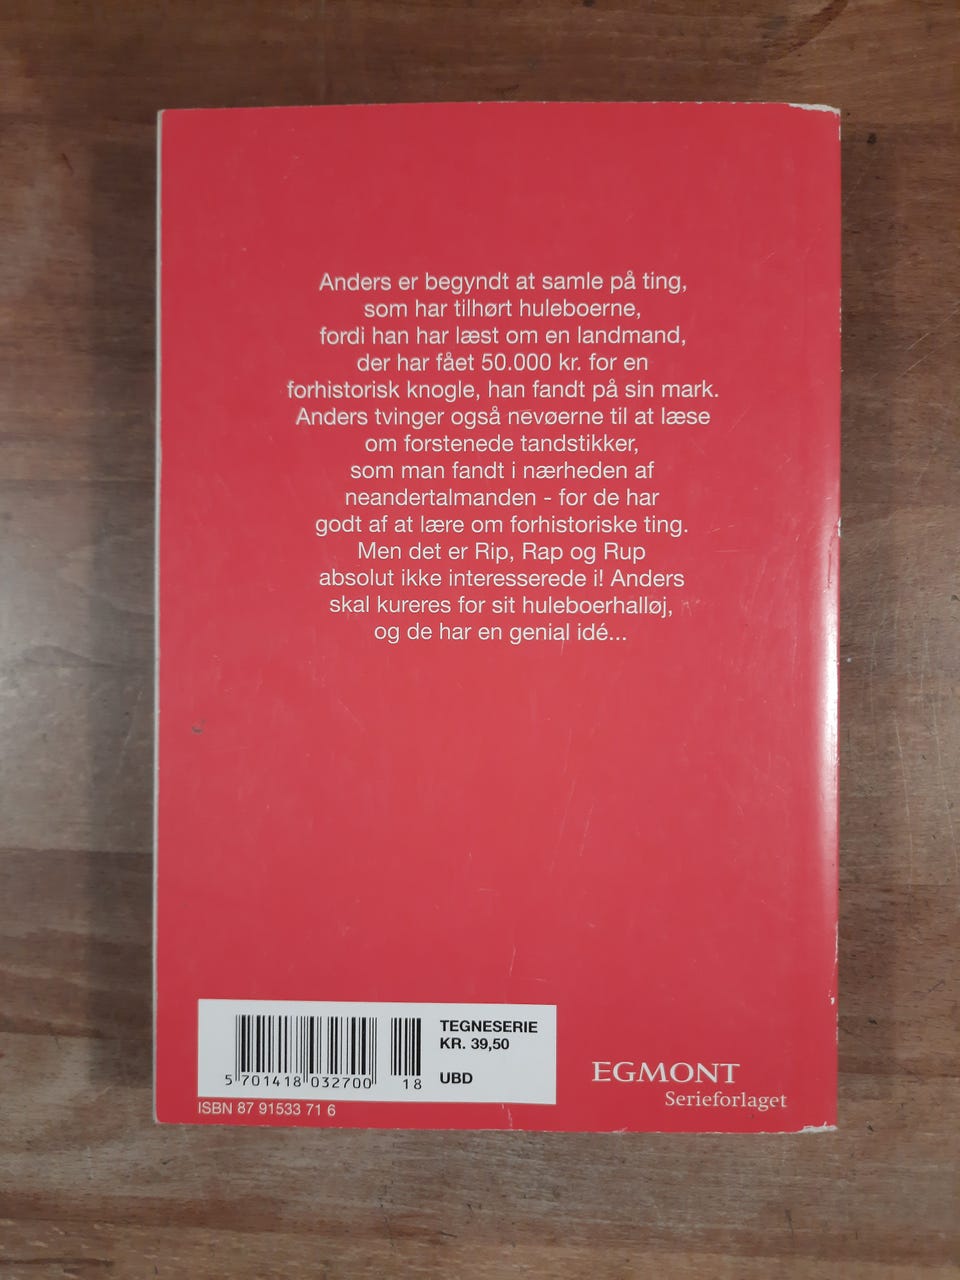 Anders er begyndt at samle på ting,
som har tilhørt huleboerne,
fordi han har læst om en landmand,
der har fået 50.000 kr. for en
forhistorisk knogle, han fandt på sin mark.
Anders tvinger også nevøerne til at læse
om forstenede tandstikker,
som man fandt i nærheden af
neandertalmanden - for de har
godt af at lære om forhistoriske ting.
Men det er Rip, Rap og Rup
absolut ikke interesserede i! Anders
skal kureres for sit huleboerhalløj,
og de har en genial idé...
TEGNESERIE
KR. 39,50
UBD
5 701418 032700 18
ISBN 87 91533 71 6
EGMONT
Serieforlaget